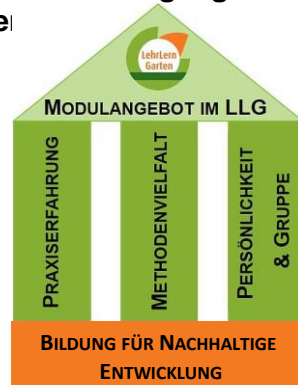 LehrLern
Garten
MODULANGEBOT IM LLG
PRAXISERFAHRUNG
METHODENVIELFALT
PERSÖNLICHKEIT
& GRUPPE
BILDUNG FÜR NACHHALTIGE
ENTWICKLUNG